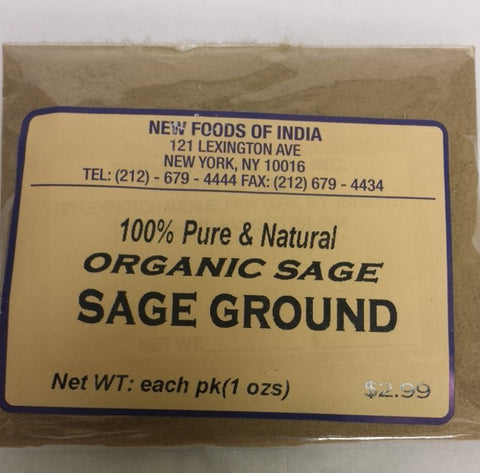 NEW FOODS OF INDIA
121 LEXINGTON AVE
NEW YORK, NY 10016
TEL: (212) - 679 - 4444 FAX: (212) 679 - 4434
100% Pure & Natural
ORGANIC SAGE
SAGE GROUND
Net WT: each pk(1 ozs) $2.99